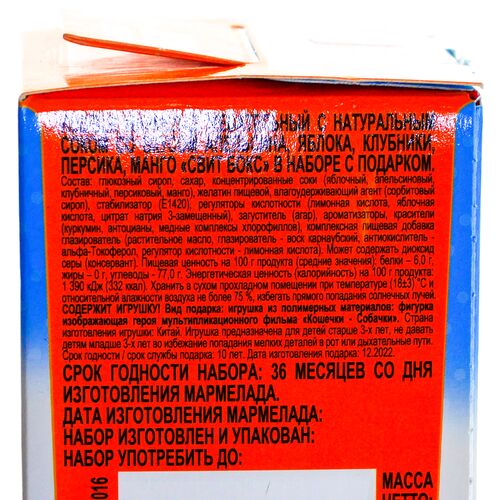 НЫЙ С НАТУРАЛЬНЫМ
СОКОМ ЯБЛОКА, КЛУБНИКИ,
ПЕРСИКА, МАНГО «СВИТ БОКС» В НАБОРЕ С ПОДАРКОМ.
Состав: глюкозный сироп, сахар, концентрированные соки (яблочный, апельсиновый,
клубничный, персиковый, манго), желатин пищевой, влагоудерживающий агент (сорбитовый
сироп), стабилизатор (Е1420), регуляторы кислотности (лимонная кислота, яблочная
кислота, цитрат натрия 3-замещенный), загуститель (агар), ароматизаторы, красители
(куркумин, антоцианы, медные комплексы хлорофиллов), комплексная пищевая добавка
глазирователь (растительное масло, глазирователь - воск карнаубский, антиокислитель -
альфа-Токоферол, регулятор кислотности - лимонная кислота). Может содержать диоксид
серы (консервант). Пищевая ценность на 100 г продукта (средние значения): белки – 6,0 г,
жиры – 0 г, углеводы - 77,0 г. Энергетическая ценность (калорийность) на 100 г продукта:
1 390 кДж (332 ккал). Хранить в сухом прохладном помещении при температуре (18±3) °С и
относительной влажности воздуха не более 75 %, избегать прямого попадания солнечных лучей
СОДЕРЖИТ ИГРУШКУ! Вид подарка: игрушка из полимерных материалов: фигурка
изображающая героя мультипликационного фильма «Кошечки - Собачки». Страна
изготовления игрушки: Китай. Игрушка предназначена для детей старше 3-х лет, не давать
детям младше 3-х лет во избежание попадания мелких деталей в рот или дыхательные пути.
Срок годности / срок службы подарка: 10 лет. Дата изготовления подарка: 12.2022.
СРОК ГОДНОСТИ НАБОРА: 36 МЕСЯЦЕВ СО ДНЯ
ИЗГОТОВЛЕНИЯ МАРМЕЛАДА.
ДАТА ИЗГОТОВЛЕНИЯ МАРМЕЛАДА:
НАБОР ИЗГОТОВЛЕН И УПАКОВАН:
НАБОР УПОТРЕБИТЬ ДО:
016
МАССА
НЕТТО: